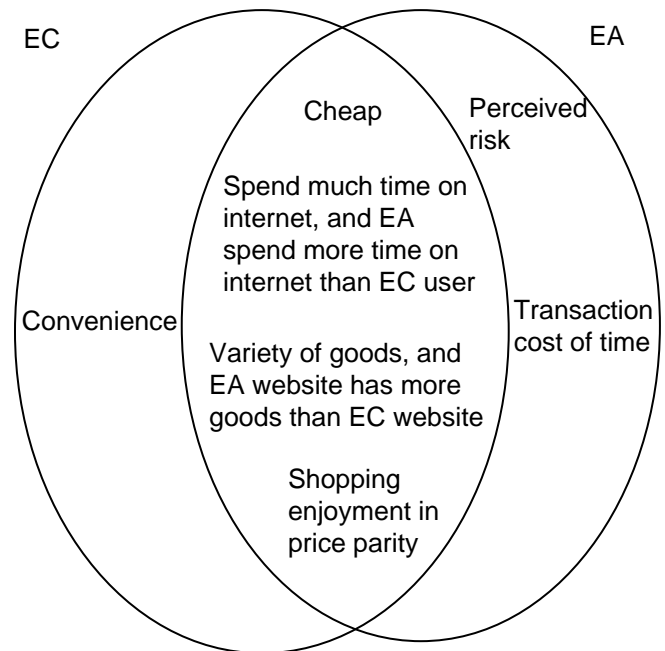 EC
EA
Cheap
Perceived
risk
Spend much time on
internet, and EA
spend more time on
internet than EC user
Convenience
Transaction
cost of time
Variety of goods, and
EA website has more
goods than EC website
Shopping
enjoyment in
price parity